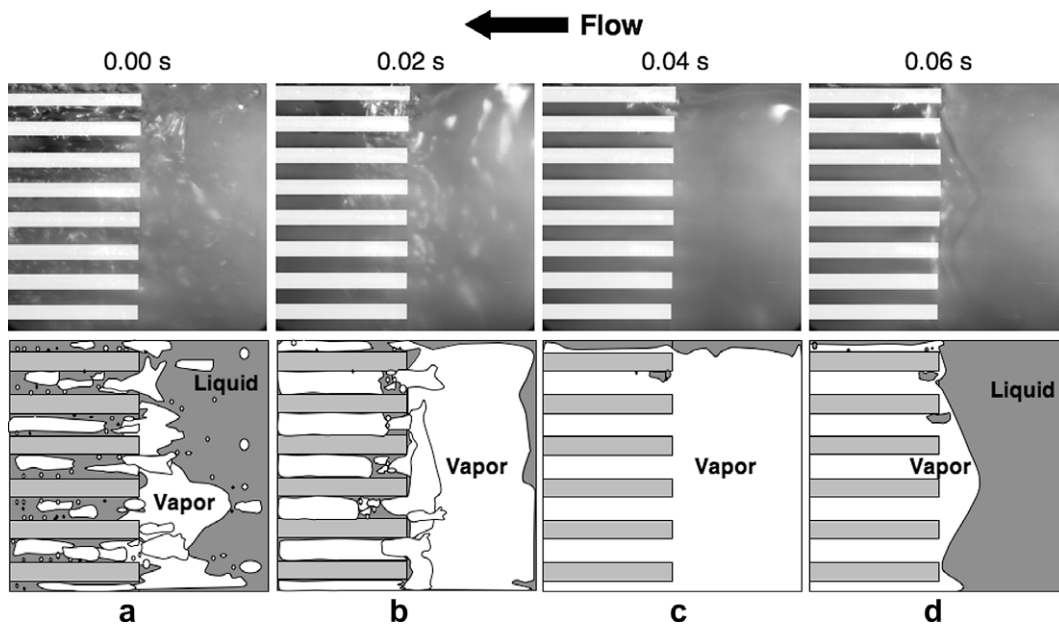 Flow
0.00 s 0.02 s 0.04 s 0.06 s
Liquid
Vapor
Vapor
Vapor
Liquid
Vapor
a b c d